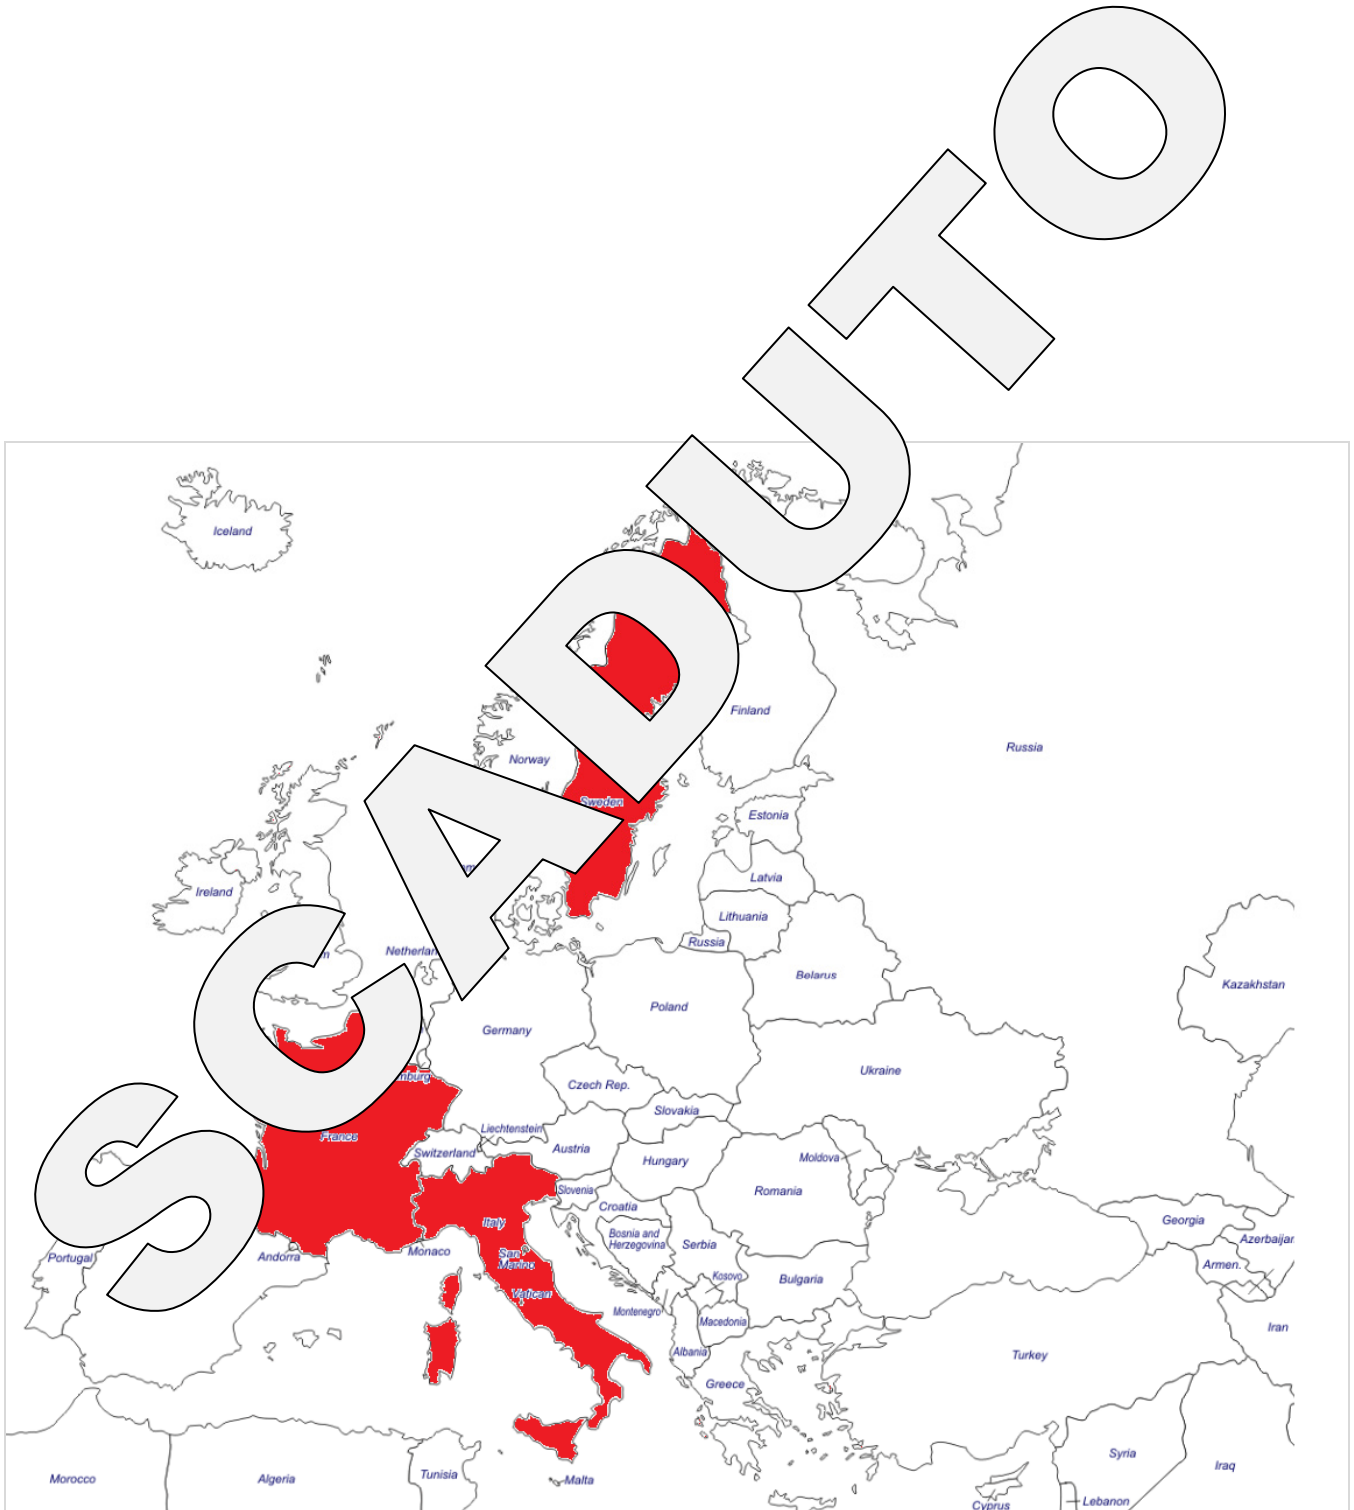 SCADUTO
Iceland
Finland
Russia
Norway
Sweden
Estonia
Latvia
Ireland
Lithuania
Russia
Belarus
Kazakhstan
Poland
Germany
Ukraine
Czech Rep.
Slovakia
France
Liechtenstein
Switzerland
Austria
Hungary
Moldova
Romania
Slovenia
Croatia
Italy
Bosnia and
Herzegovina
Serbia
Georgia
Azerbaijan
Portugal
Andorra
Monaco
San
Marino
Armen.
Kosovo
Bulgaria
Vatican
Montenegro
Macedonia
Iran
Albania
Turkey
Greece
Syria
Iraq
Morocco
Algeria
Tunisia
Malta
Cyprus
Lebanon